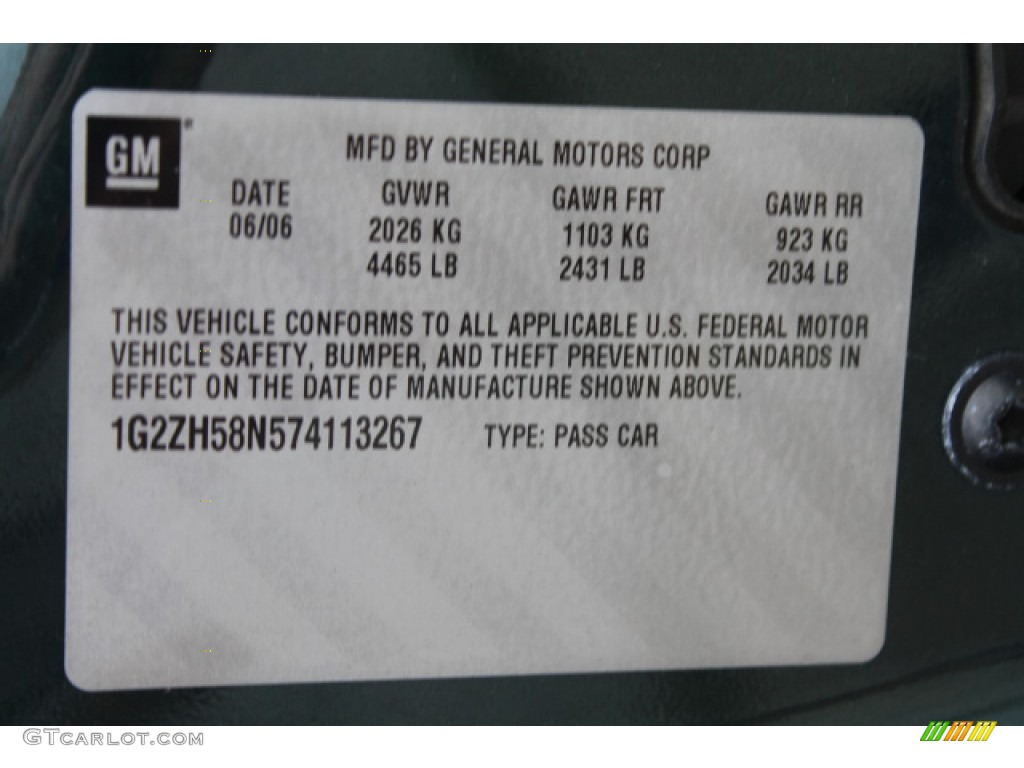 GM
MFD BY GENERAL MOTORS CORP
DATE GVWR GAWR FRT GAWR RR
06/06 2026 KG 1103 KG 923 KG
4465 LB 2431 LB 2034 LB
THIS VEHICLE CONFORMS TO ALL APPLICABLE U.S. FEDERAL MOTOR
VEHICLE SAFETY, BUMPER, AND THEFT PREVENTION STANDARDS IN
EFFECT ON THE DATE OF MANUFACTURE SHOWN ABOVE.
1G2ZH58N574113267 TYPE: PASS CAR
GTCARLOT.COM